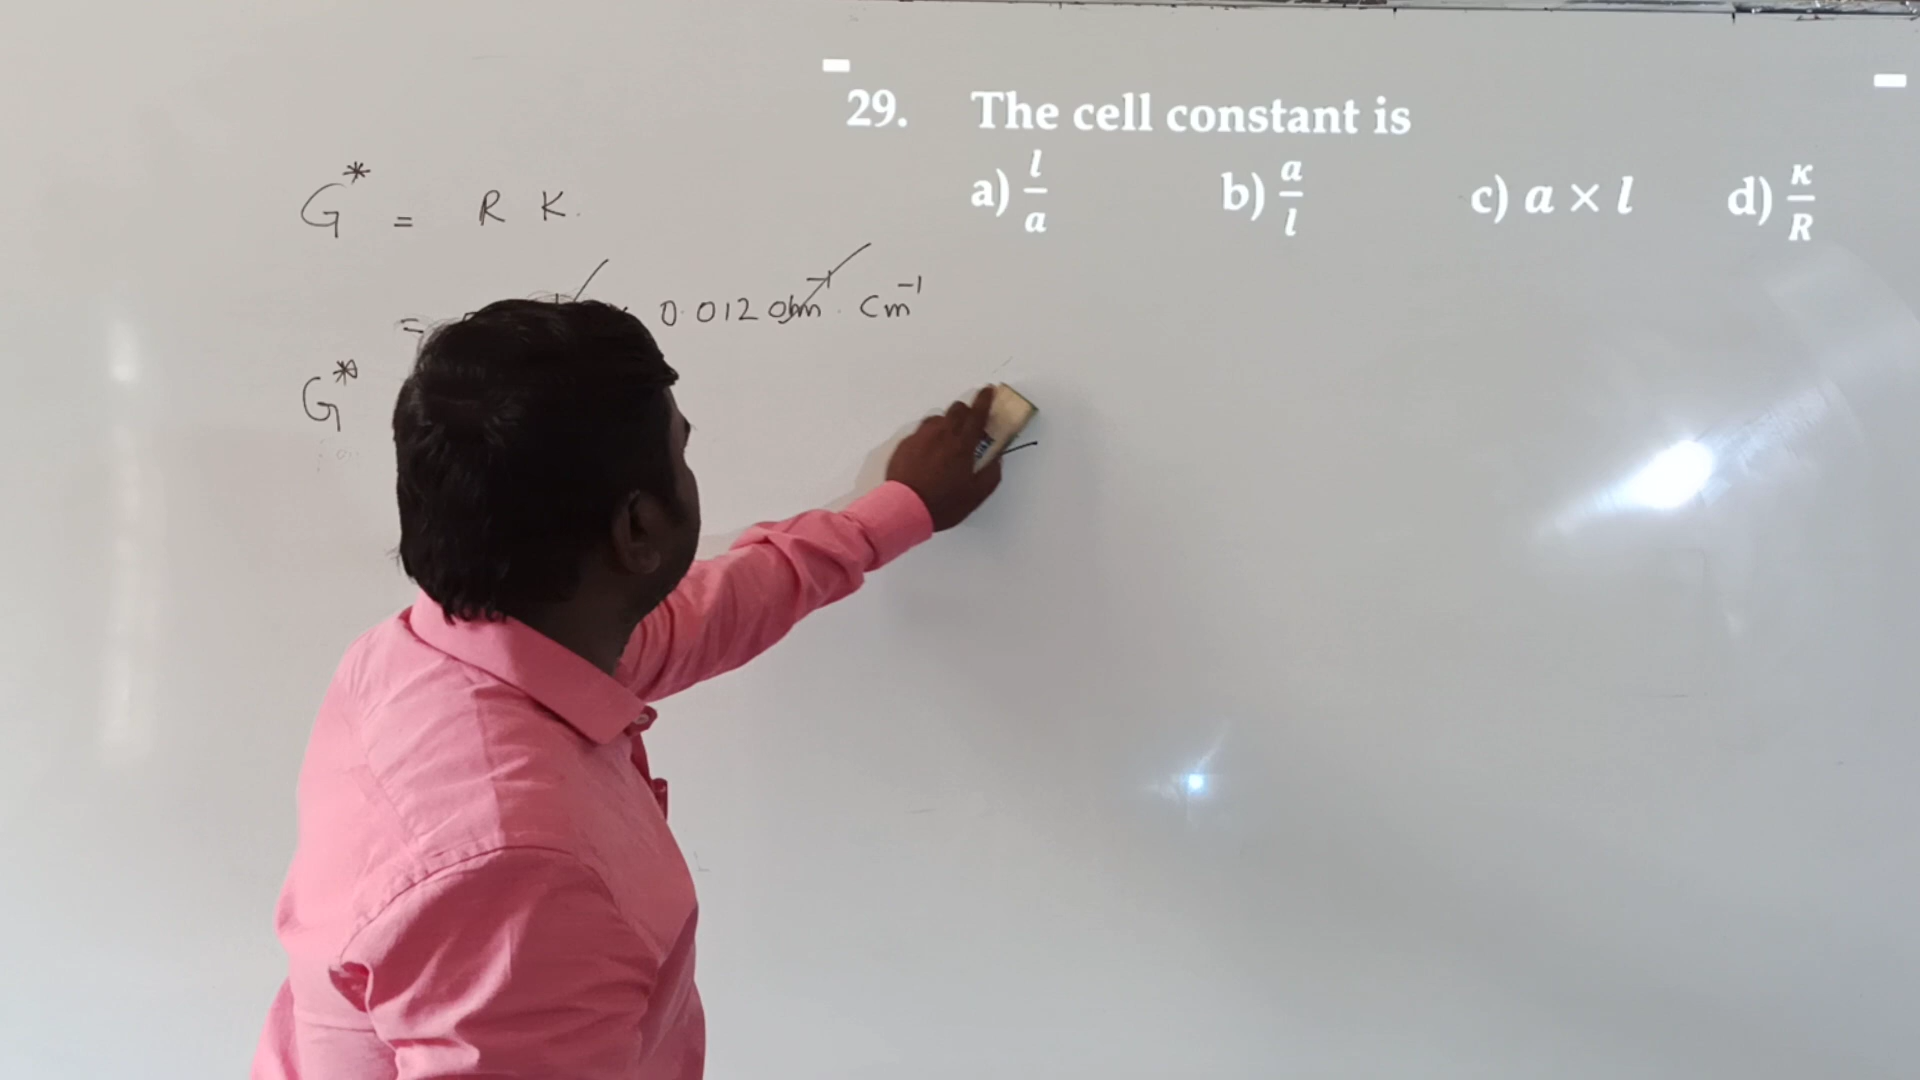 29. The cell constant is
a) l/a b) a/l c) a × l d) κ/R
G* = R K.
= 0.012 ohm⁻¹ . cm⁻¹
G*